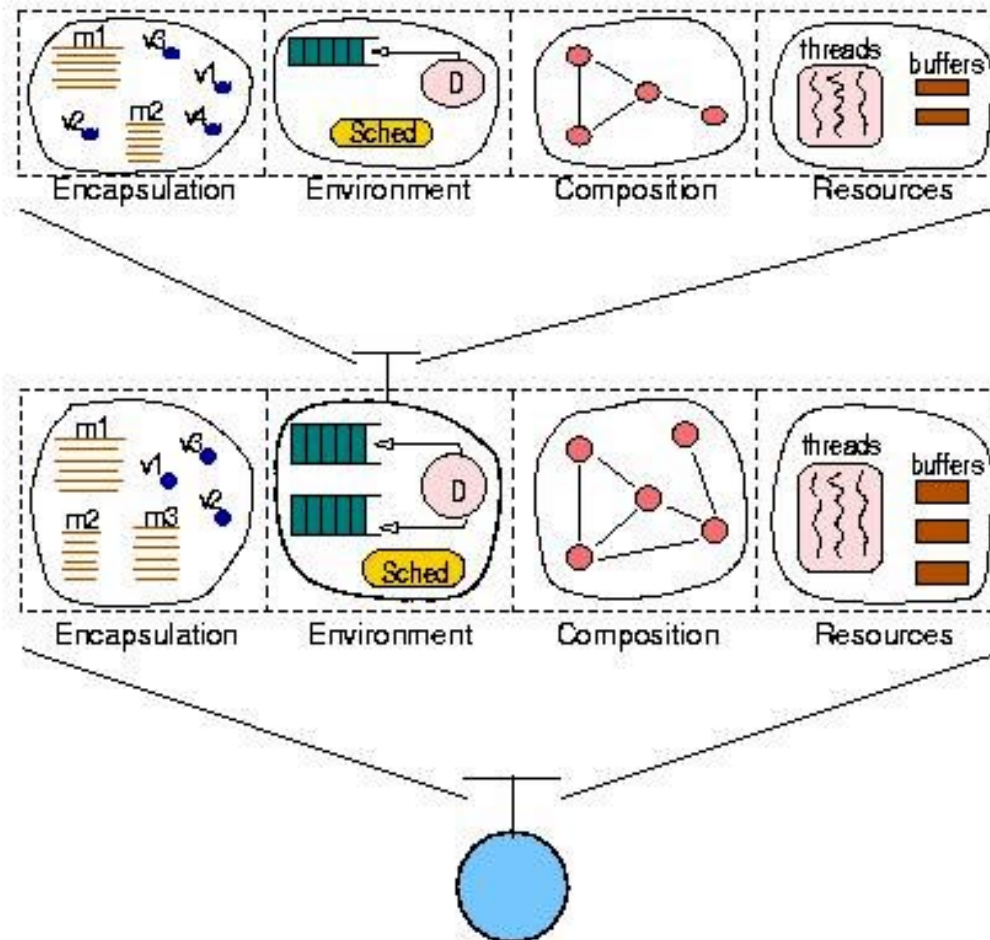 m1 v3 v1 v2 m2 v4
D
Sched
threads buffers
Encapsulation Environment Composition Resources
m1 v3 v1 v2 m2 m3
D
Sched
threads buffers
Encapsulation Environment Composition Resources